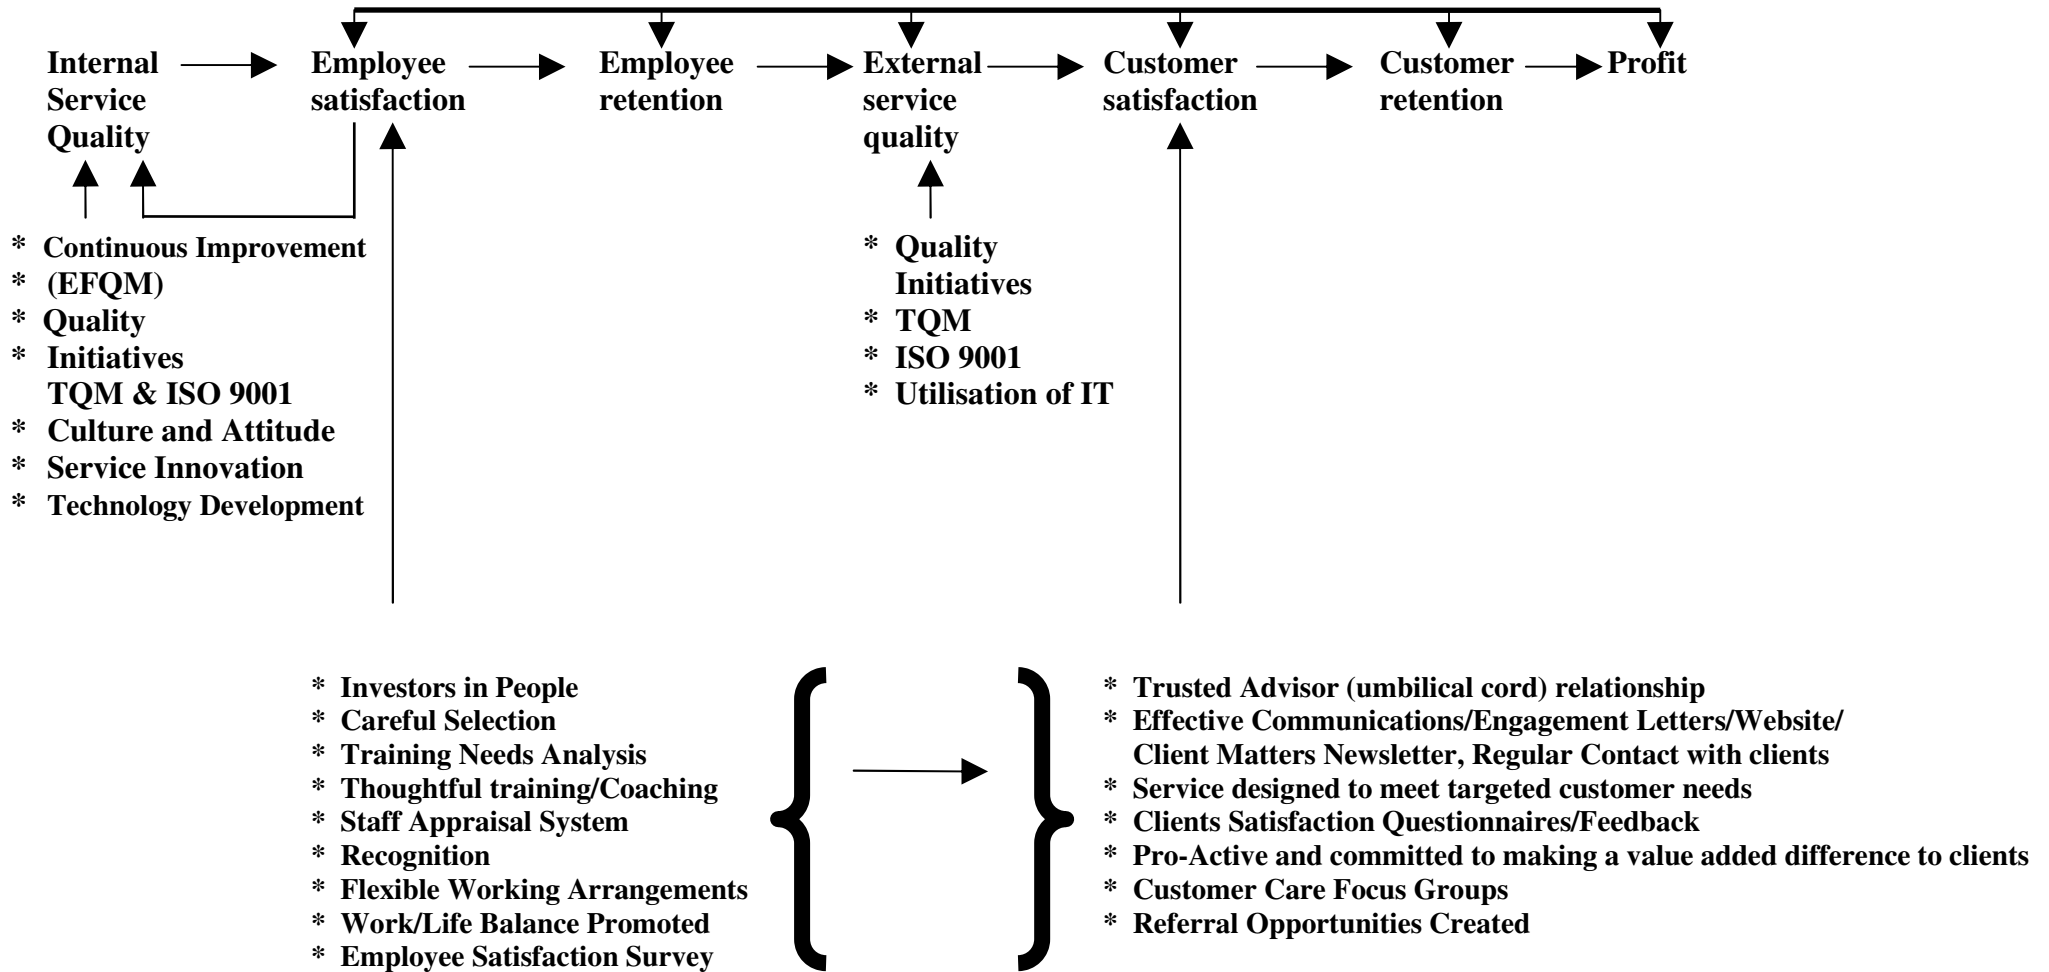 Internal
Service
Quality
Employee
satisfaction
Employee
retention
External
service
quality
Customer
satisfaction
Customer
retention
Profit
* Continuous Improvement
* (EFQM)
* Quality
* Initiatives
TQM & ISO 9001
* Culture and Attitude
* Service Innovation
* Technology Development
* Quality
Initiatives
* TQM
* ISO 9001
* Utilisation of IT
* Investors in People
* Careful Selection
* Training Needs Analysis
* Thoughtful training/Coaching
* Staff Appraisal System
* Recognition
* Flexible Working Arrangements
* Work/Life Balance Promoted
* Employee Satisfaction Survey
* Trusted Advisor (umbilical cord) relationship
* Effective Communications/Engagement Letters/Website/
Client Matters Newsletter, Regular Contact with clients
* Service designed to meet targeted customer needs
* Clients Satisfaction Questionnaires/Feedback
* Pro-Active and committed to making a value added difference to clients
* Customer Care Focus Groups
* Referral Opportunities Created